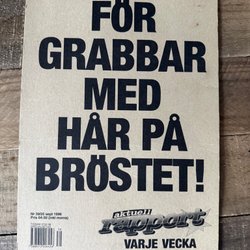 FÖR
GRABBAR
MED
HÅR PÅ
BRÖSTET!
aktuell
rapport
VARJE VECKA